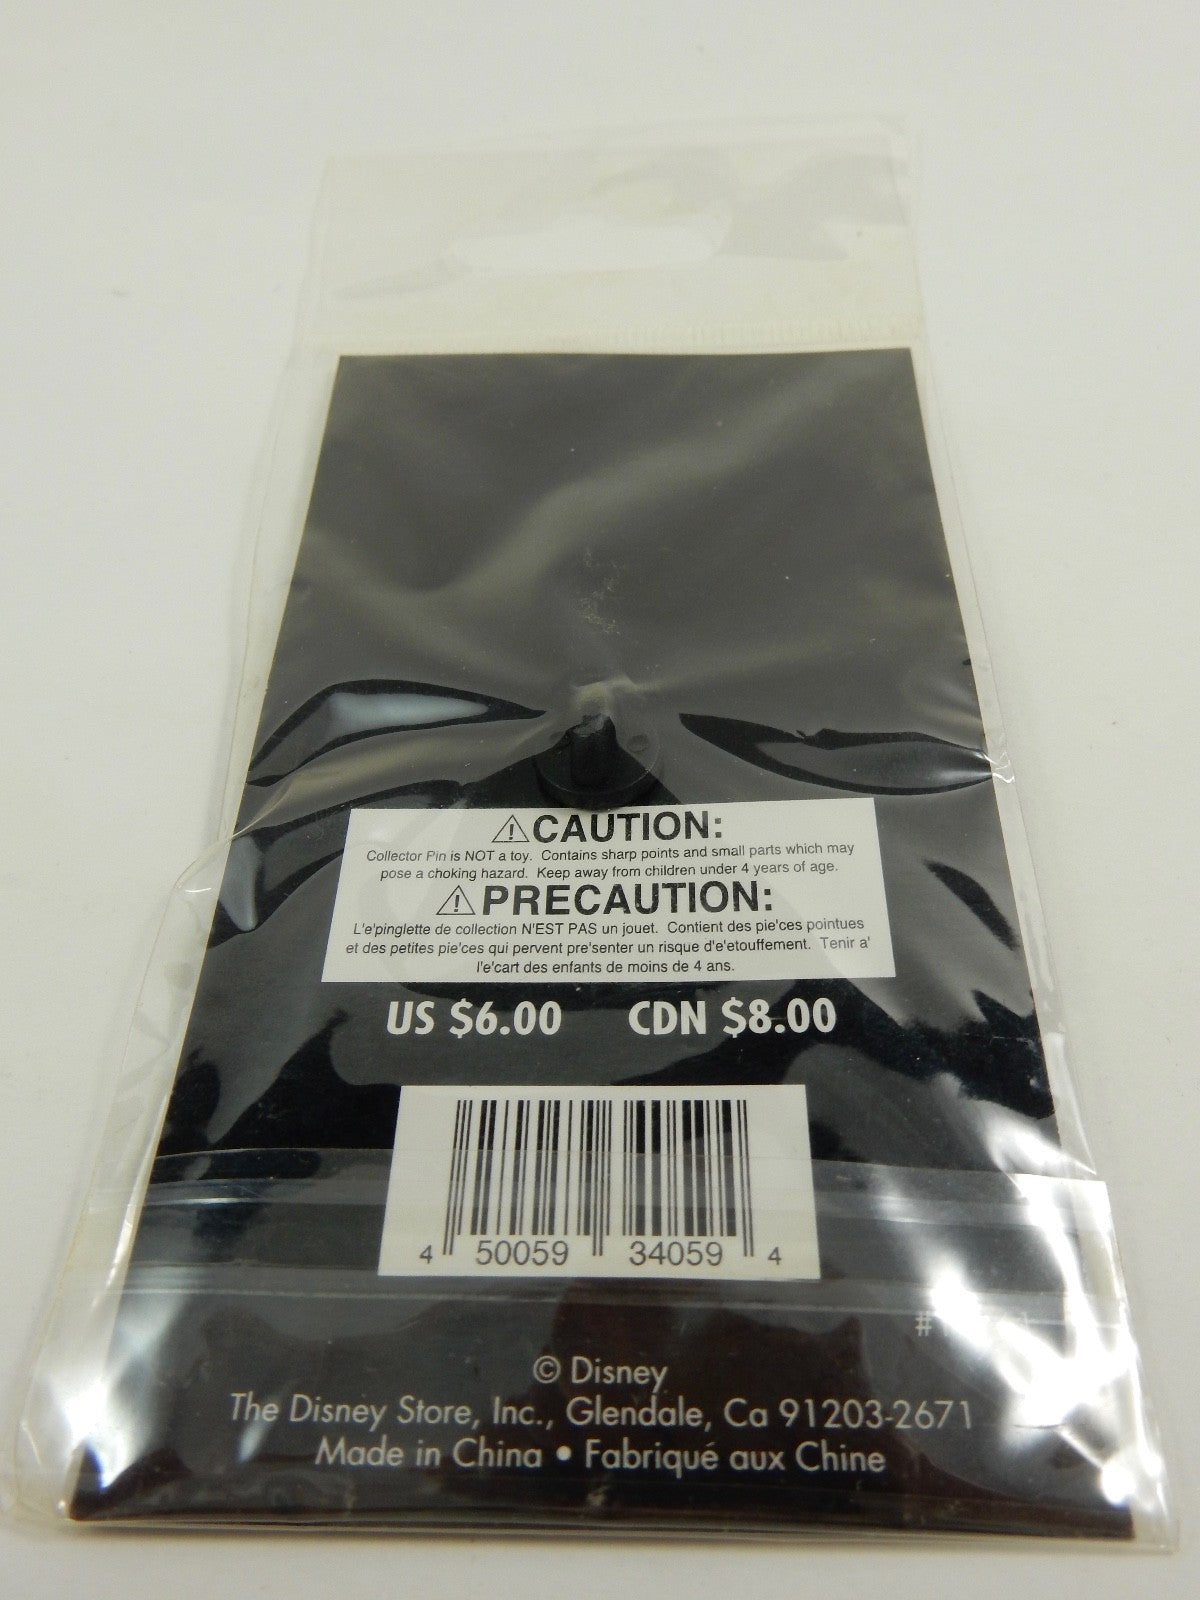 ⚠CAUTION:
Collector Pin is NOT a toy. Contains sharp points and small parts which may
pose a choking hazard. Keep away from children under 4 years of age.
⚠PRECAUTION:
L'e'pinglette de collection N'EST PAS un jouet. Contient des pie'ces pointues
et des petites pie'ces qui pervent pre'senter un risque d'e'etouffement. Tenir a'
l'e'cart des enfants de moins de 4 ans.
US $6.00 CDN $8.00
4 50059 34059 4
© Disney
The Disney Store, Inc., Glendale, Ca 91203-2671
Made in China • Fabriqué aux Chine